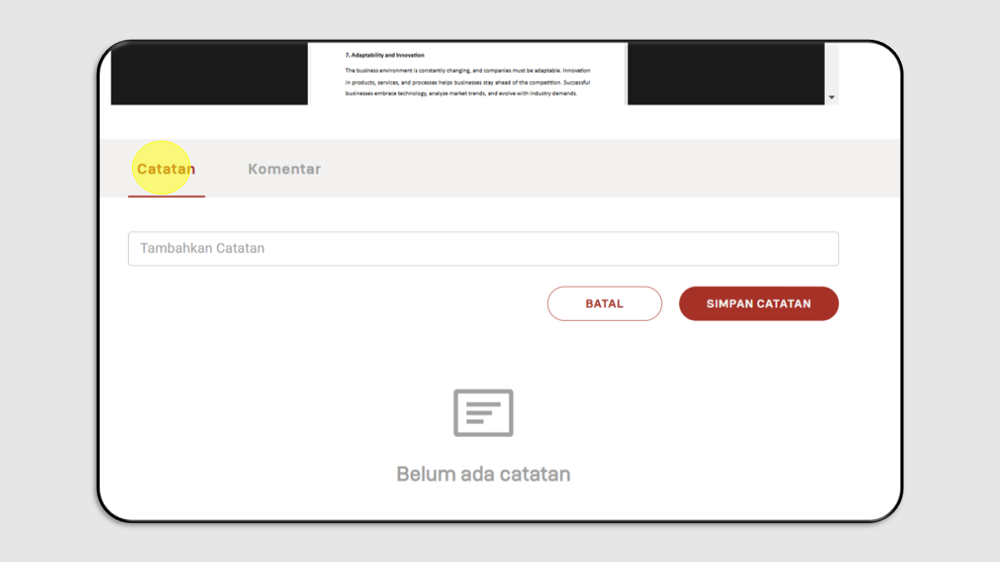 7. Adaptability and Innovation
The business environment is constantly changing, and companies must be adaptable. Innovation
in products, services, and processes helps businesses stay ahead of the competition. Successful
businesses embrace technology, analyze market trends, and evolve with industry demands.
Catatan Komentar
Tambahkan Catatan
BATAL SIMPAN CATATAN
Belum ada catatan